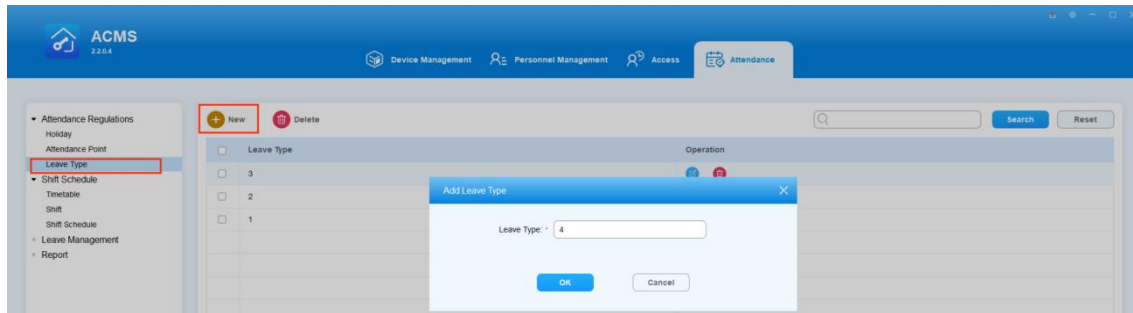 ACMS
2.2.0.4
Device Management
Personnel Management
Access
Attendance
Attendance Regulations
Holiday
Attendance Point
Leave Type
Shift Schedule
Timetable
Shift
Shift Schedule
Leave Management
Report
New
Delete
Search
Reset
Leave Type
Operation
3
2
1
Add Leave Type
Leave Type: * 4
OK
Cancel